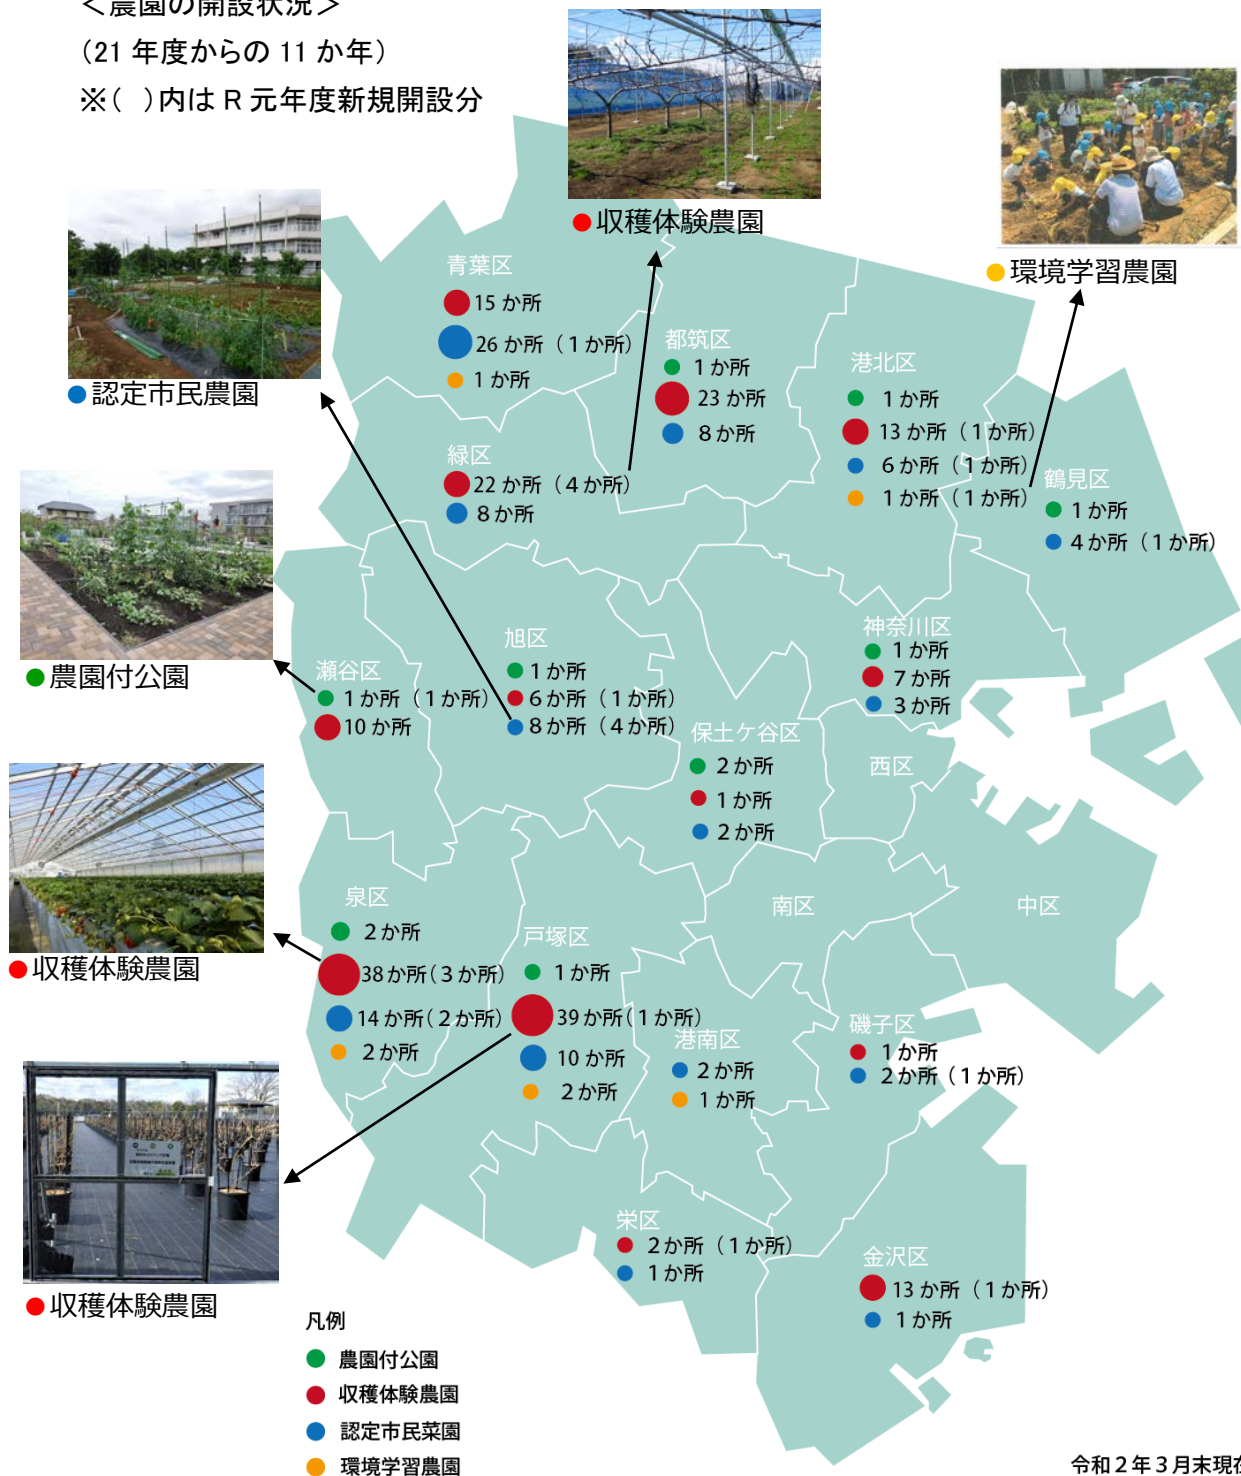 ＜農園の開設状況＞
（21 年度からの 11 か年）
※（ ）内は R 元年度新規開設分
収穫体験農園
環境学習農園
認定市民農園
農園付公園
収穫体験農園
収穫体験農園
青葉区
15 か所
26 か所（1 か所）
1 か所
都筑区
1 か所
23 か所
8 か所
港北区
1 か所
13 か所（1 か所）
6 か所（1 か所）
1 か所（1 か所）
鶴見区
1 か所
4 か所（1 か所）
緑区
22 か所（4 か所）
8 か所
旭区
1 か所
6 か所（1 か所）
8 か所（4 か所）
瀬谷区
1 か所（1 か所）
10 か所
神奈川区
1 か所
7 か所
3 か所
保土ケ谷区
2 か所
1 か所
2 か所
西区
南区
中区
泉区
2 か所
38 か所（3 か所）
14 か所（2 か所）
2 か所
戸塚区
1 か所
39 か所（1 か所）
10 か所
2 か所
港南区
2 か所
1 か所
磯子区
1 か所
2 か所（1 か所）
栄区
2 か所（1 か所）
1 か所
金沢区
13 か所（1 か所）
1 か所
凡例
農園付公園
収穫体験農園
認定市民菜園
環境学習農園
令和２年３月末現在